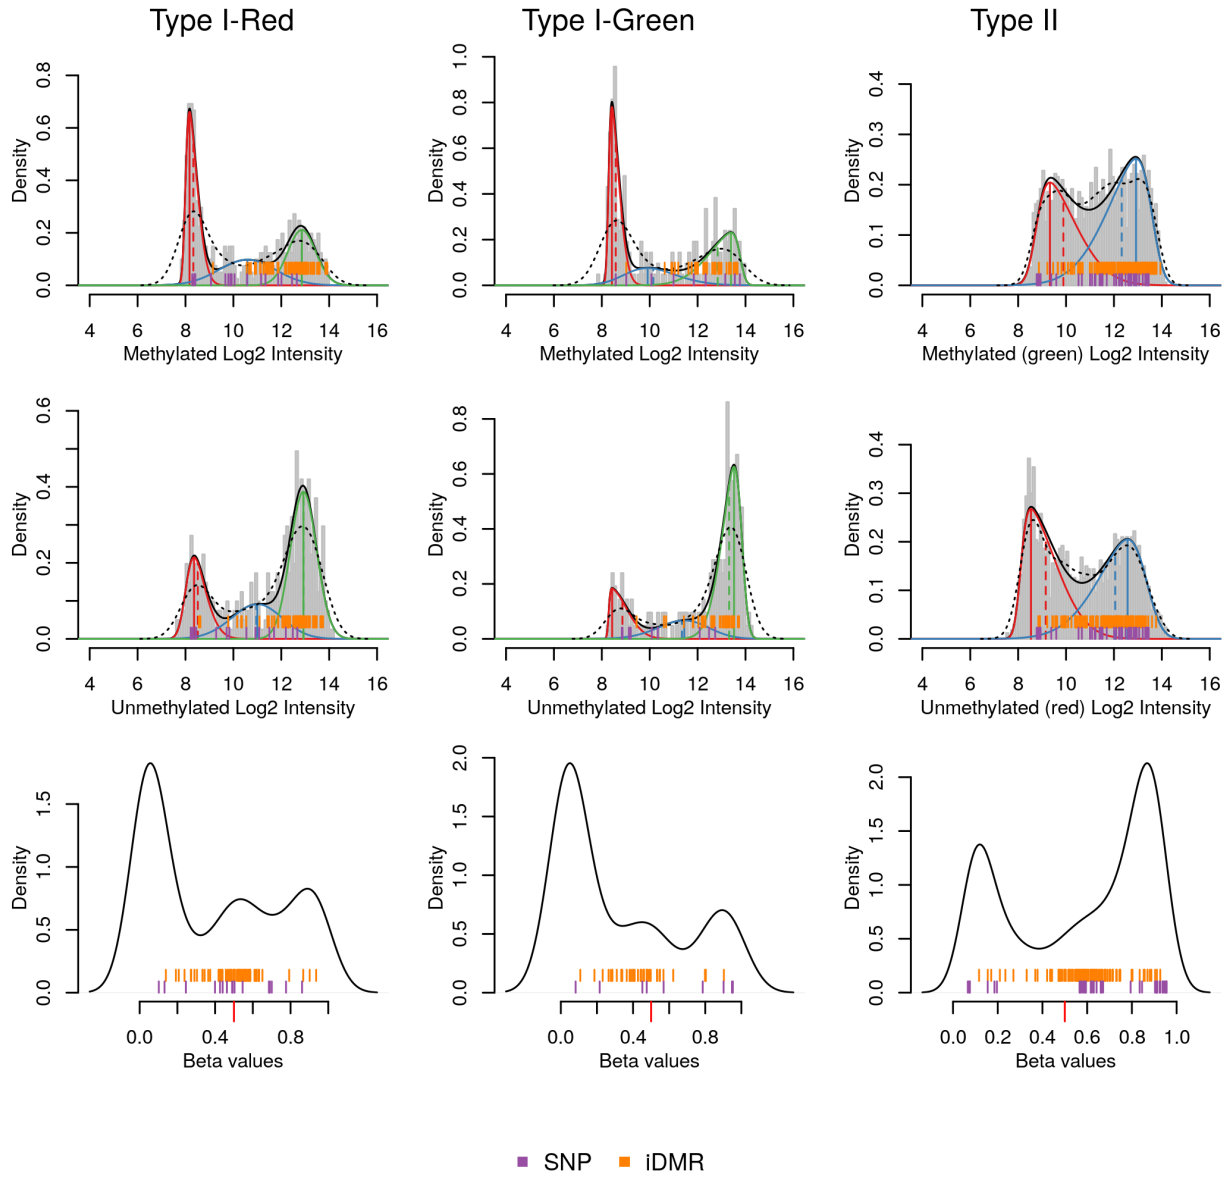 Type I-Red Type I-Green Type II
Density 0.0 0.2 0.4 0.6 0.8
4 6 8 10 12 14 16
Methylated Log2 Intensity
Density 0.0 0.2 0.4 0.6 0.8 1.0
4 6 8 10 12 14 16
Methylated Log2 Intensity
Density 0.0 0.1 0.2 0.3 0.4
4 6 8 10 12 14 16
Methylated (green) Log2 Intensity
Density 0.0 0.2 0.4 0.6
4 6 8 10 12 14 16
Unmethylated Log2 Intensity
Density 0.0 0.2 0.4 0.6 0.8
4 6 8 10 12 14 16
Unmethylated Log2 Intensity
Density 0.0 0.1 0.2 0.3 0.4
4 6 8 10 12 14 16
Unmethylated (red) Log2 Intensity
Density 0.0 0.5 1.0 1.5
0.0 0.4 0.8
Beta values
Density 0.0 0.5 1.0 1.5 2.0
0.0 0.4 0.8
Beta values
Density 0.0 0.5 1.0 1.5 2.0
0.0 0.2 0.4 0.6 0.8 1.0
Beta values
SNP iDMR